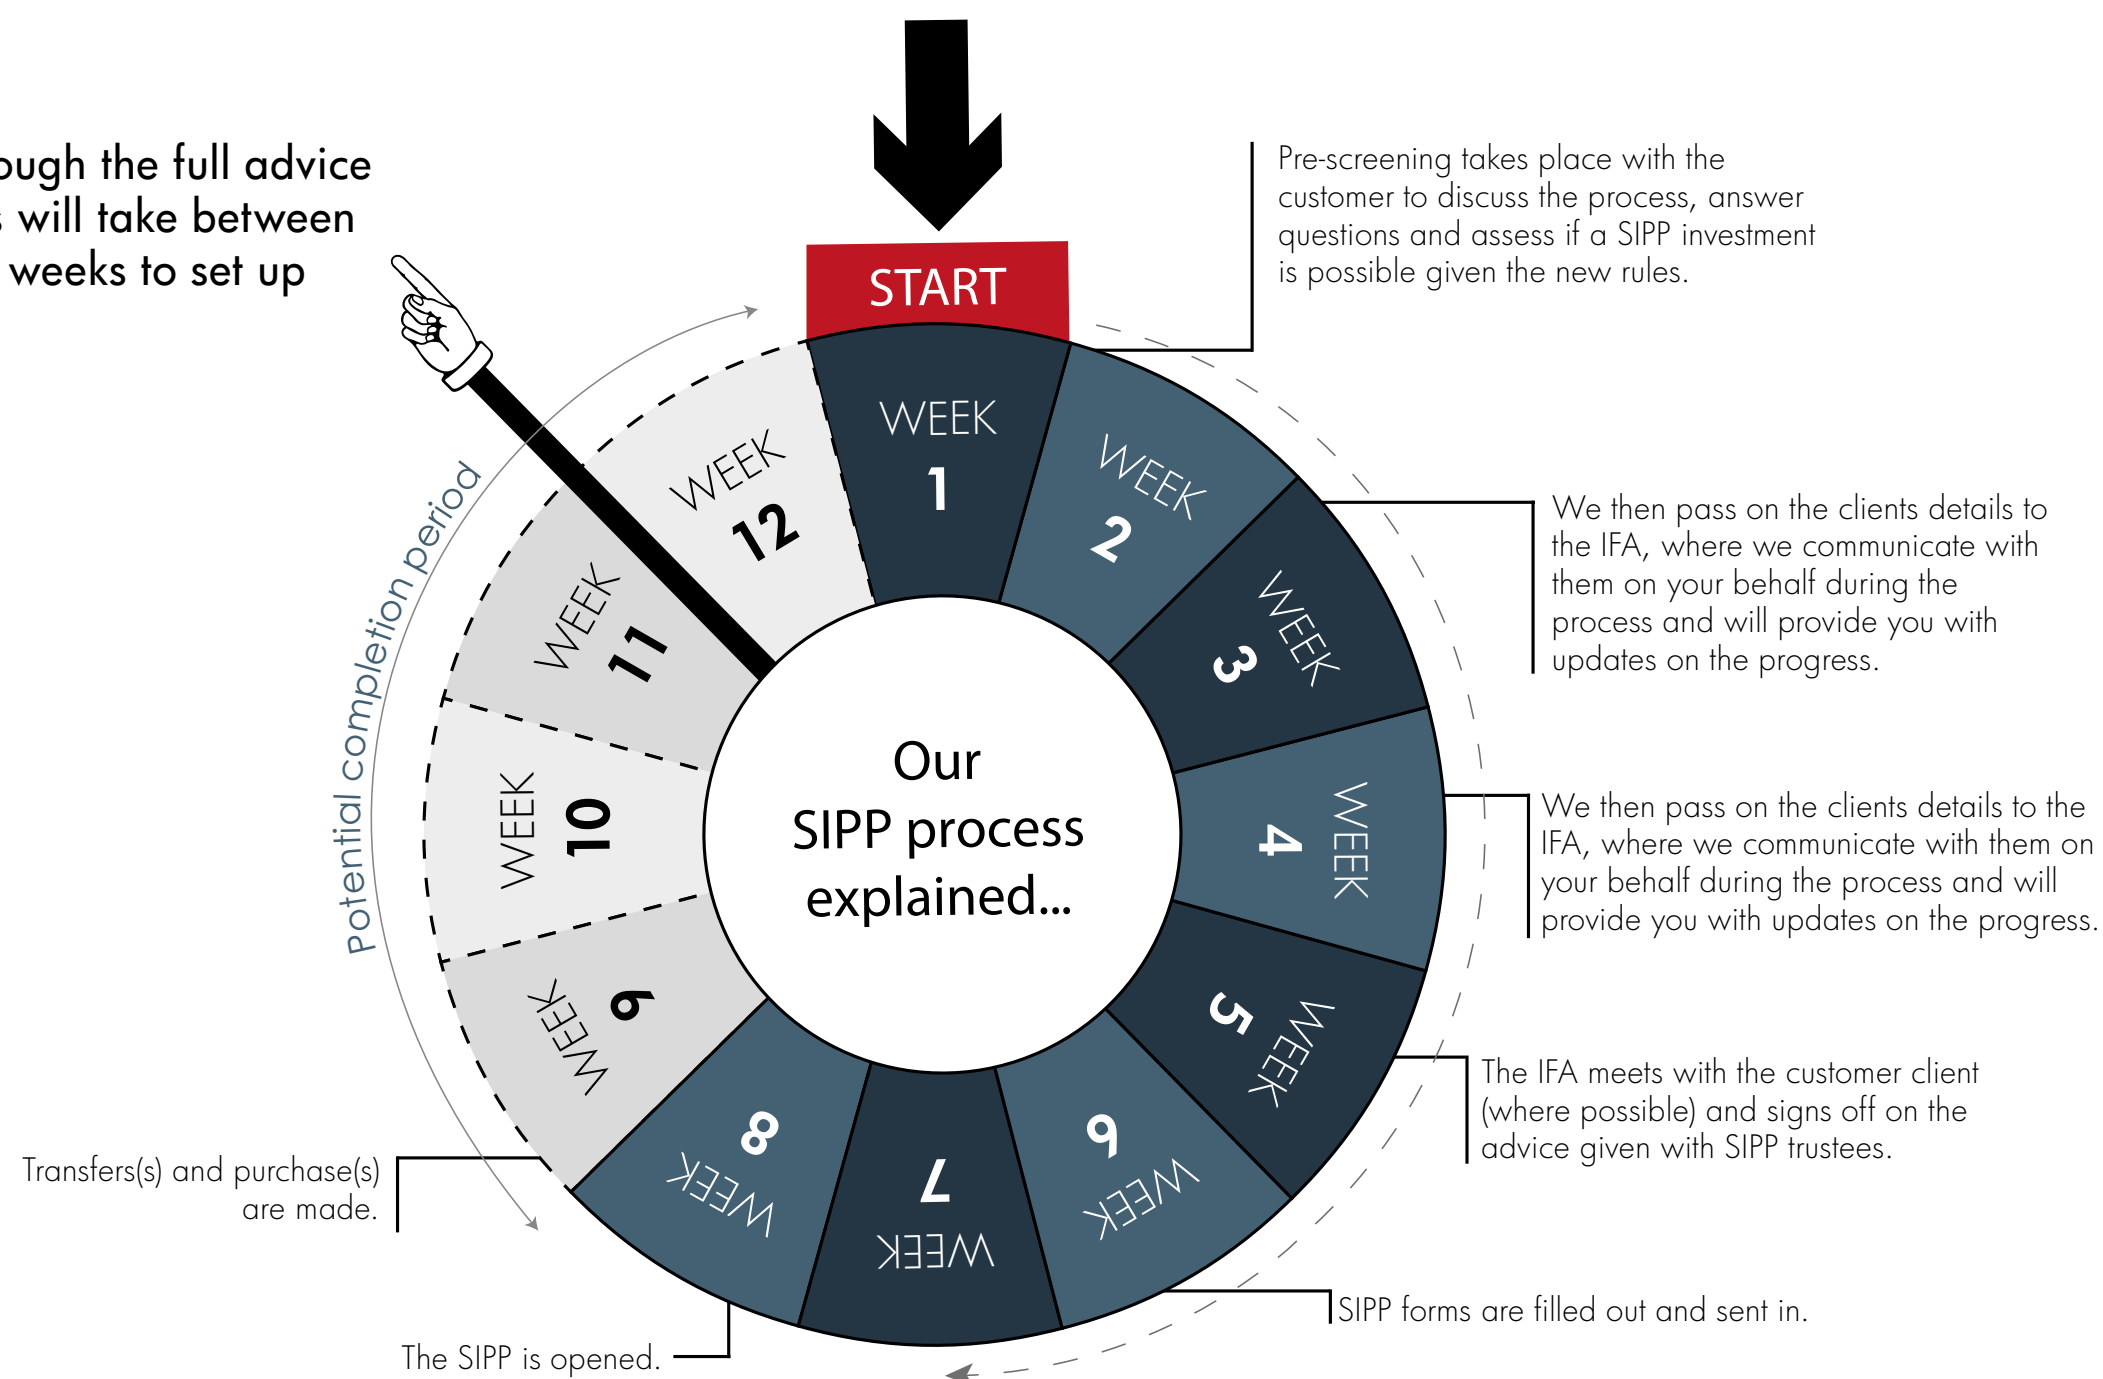 ough the full advice
s will take between
weeks to set up
START
Pre-screening takes place with the
customer to discuss the process, answer
questions and assess if a SIPP investment
is possible given the new rules.
WEEK
1
WEEK
2
We then pass on the clients details to
the IFA, where we communicate with
them on your behalf during the
process and will provide you with
updates on the progress.
WEEK
3
WEEK
4
We then pass on the clients details to the
IFA, where we communicate with them on
your behalf during the process and will
provide you with updates on the progress.
WEEK
5
The IFA meets with the customer client
(where possible) and signs off on the
advice given with SIPP trustees.
WEEK
6
SIPP forms are filled out and sent in.
WEEK
7
WEEK
8
The SIPP is opened.
WEEK
9
Transfers(s) and purchase(s)
are made.
WEEK
10
WEEK
11
WEEK
12
Potential completion period
Our
SIPP process
explained...